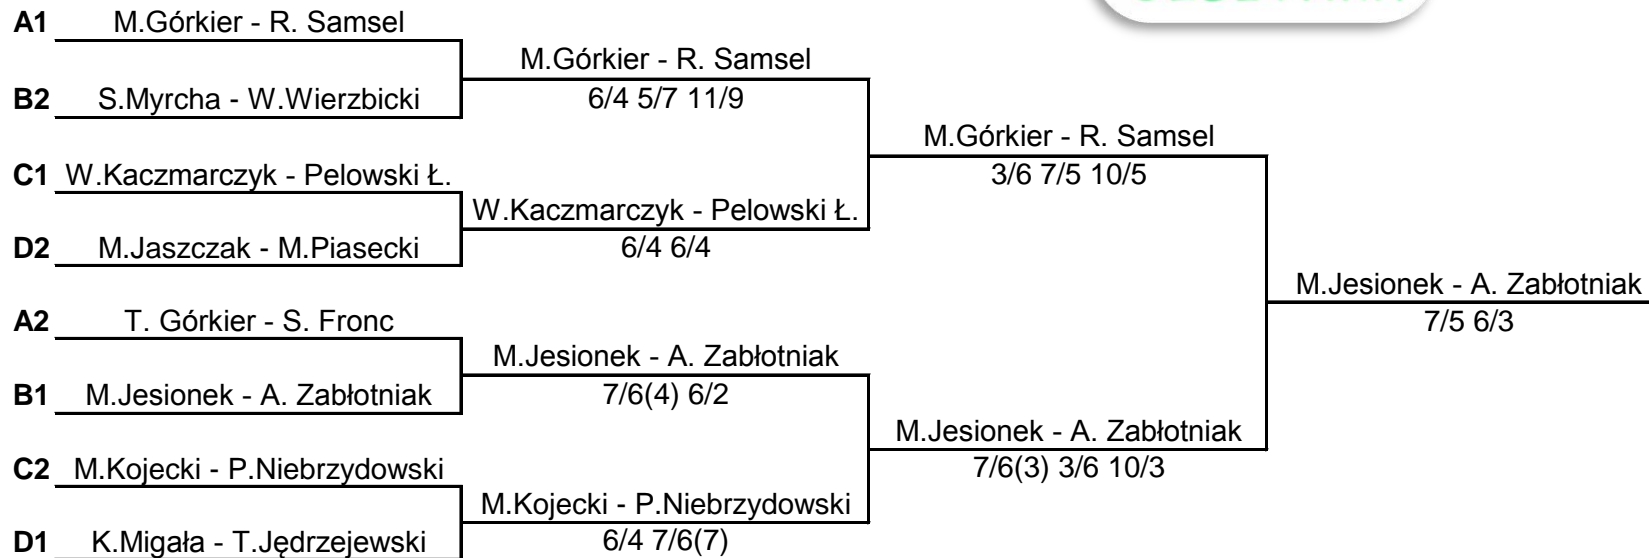 A1 M.Górkier - R. Samsel
M.Górkier - R. Samsel
B2 S.Myrcha - W.Wierzbicki
6/4 5/7 11/9
M.Górkier - R. Samsel
C1 W.Kaczmarczyk - Pelowski Ł.
3/6 7/5 10/5
W.Kaczmarczyk - Pelowski Ł.
D2 M.Jaszczak - M.Piasecki
6/4 6/4
M.Jesionek - A. Zabłotniak
A2 T. Górkier - S. Fronc
7/5 6/3
M.Jesionek - A. Zabłotniak
B1 M.Jesionek - A. Zabłotniak
7/6(4) 6/2
M.Jesionek - A. Zabłotniak
C2 M.Kojecki - P.Niebrzydowski
7/6(3) 3/6 10/3
M.Kojecki - P.Niebrzydowski
D1 K.Migała - T.Jędrzejewski
6/4 7/6(7)